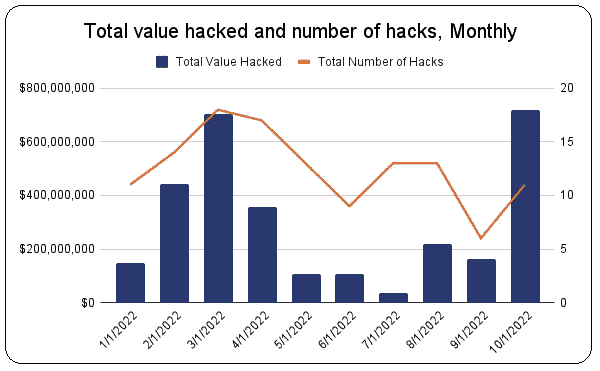 Total value hacked and number of hacks, Monthly
Total Value Hacked Total Number of Hacks
$800,000,000 20
$600,000,000 15
$400,000,000 10
$200,000,000 5
$0 0
1/1/2022 2/1/2022 3/1/2022 4/1/2022 5/1/2022 6/1/2022 7/1/2022 8/1/2022 9/1/2022 10/1/2022